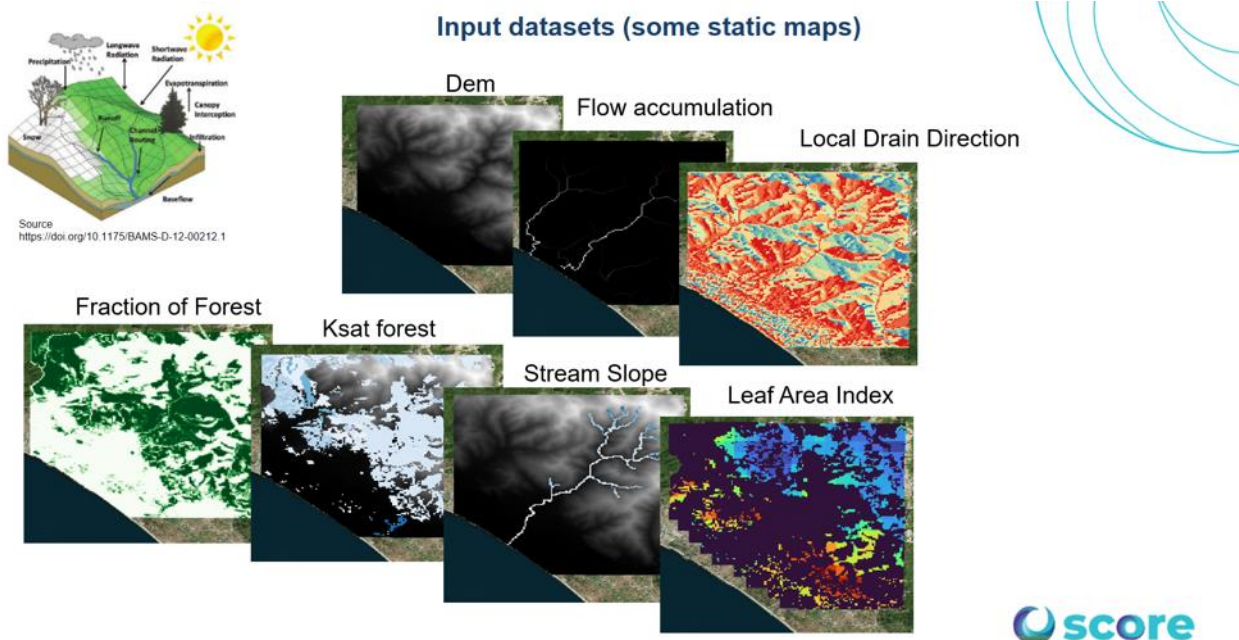 Input datasets (some static maps)
Longwave
Radiation
Shortwave
Radiation
Precipitation
Evapotranspiration
Canopy
Interception
Snow
Runoff
Channel
Routing
Infiltration
Baseflow
Source
https://doi.org/10.1175/BAMS-D-12-00212.1
Dem
Flow accumulation
Local Drain Direction
Fraction of Forest
Ksat forest
Stream Slope
Leaf Area Index
score